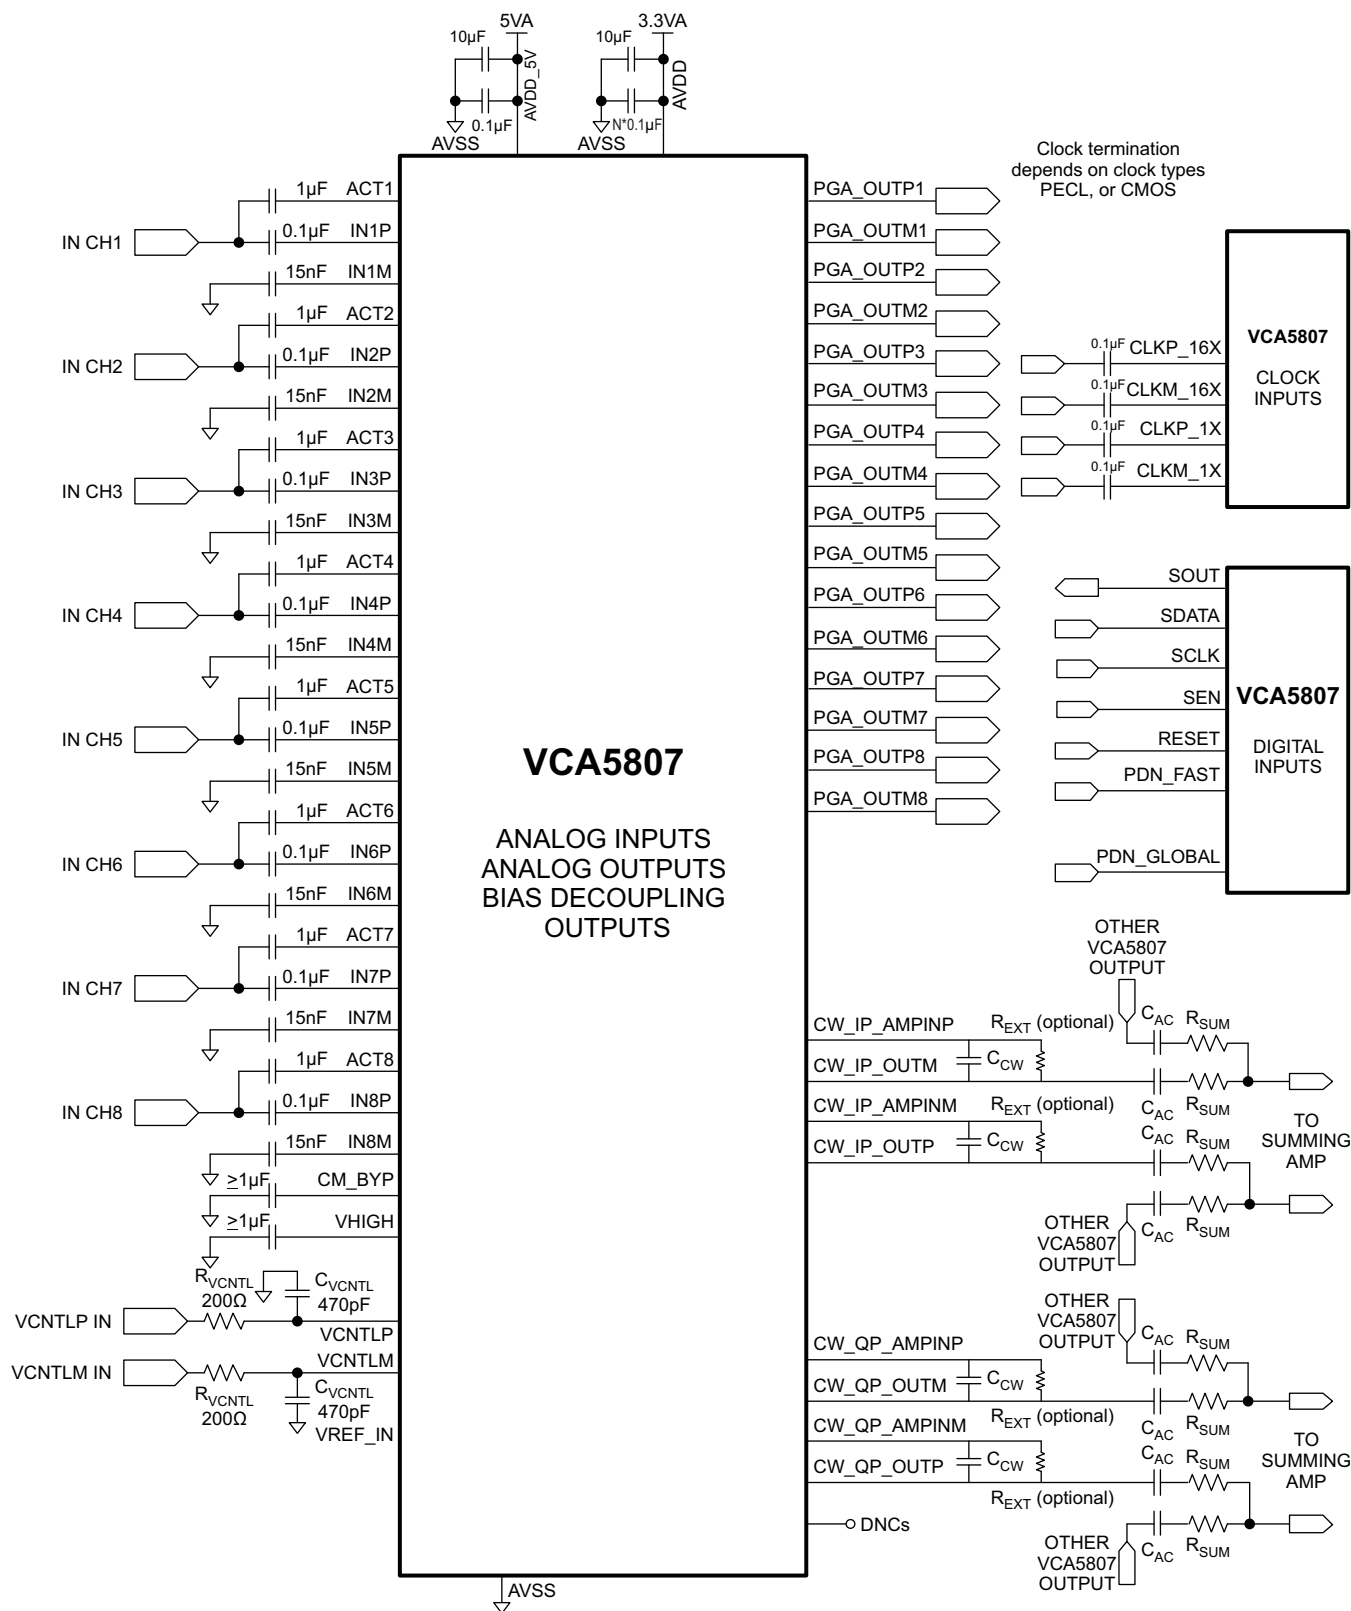 5VA
10µF
AVDD_5V
0.1µF
AVSS
3.3VA
10µF
AVDD
N*0.1µF
AVSS
1µF ACT1
IN CH1
0.1µF IN1P
15nF IN1M
1µF ACT2
IN CH2
0.1µF IN2P
15nF IN2M
1µF ACT3
IN CH3
0.1µF IN3P
15nF IN3M
1µF ACT4
IN CH4
0.1µF IN4P
15nF IN4M
1µF ACT5
IN CH5
0.1µF IN5P
15nF IN5M
1µF ACT6
IN CH6
0.1µF IN6P
15nF IN6M
1µF ACT7
IN CH7
0.1µF IN7P
15nF IN7M
1µF ACT8
IN CH8
0.1µF IN8P
15nF IN8M
≥1µF CM_BYP
≥1µF VHIGH
RVCNTL
200Ω
CVCNTL
470pF
VCNTLP IN
VCNTLP
VCNTLM IN
VCNTLM
RVCNTL
200Ω
CVCNTL
470pF
VREF_IN
VCA5807
ANALOG INPUTS
ANALOG OUTPUTS
BIAS DECOUPLING
OUTPUTS
AVSS
PGA_OUTP1
PGA_OUTM1
PGA_OUTP2
PGA_OUTM2
PGA_OUTP3
PGA_OUTM3
PGA_OUTP4
PGA_OUTM4
PGA_OUTP5
PGA_OUTM5
PGA_OUTP6
PGA_OUTM6
PGA_OUTP7
PGA_OUTM7
PGA_OUTP8
PGA_OUTM8
Clock termination
depends on clock types
PECL, or CMOS
0.1µF CLKP_16X
0.1µF CLKM_16X
0.1µF CLKP_1X
0.1µF CLKM_1X
VCA5807
CLOCK
INPUTS
SOUT
SDATA
SCLK
SEN
RESET
PDN_FAST
PDN_GLOBAL
VCA5807
DIGITAL
INPUTS
OTHER
VCA5807
OUTPUT
CAC RSUM
CW_IP_AMPINP
REXT (optional)
CCW
CW_IP_OUTM
CAC RSUM
CW_IP_AMPINM
REXT (optional)
CAC RSUM
CCW
CW_IP_OUTP
TO
SUMMING
AMP
OTHER
VCA5807
OUTPUT
CAC RSUM
OTHER
VCA5807
OUTPUT
CAC RSUM
CW_QP_AMPINP
CCW
CW_QP_OUTM
REXT (optional)
CAC RSUM
CW_QP_AMPINM
CAC RSUM
CCW
CW_QP_OUTP
REXT (optional)
TO
SUMMING
AMP
DNCs
OTHER
VCA5807
OUTPUT
CAC RSUM